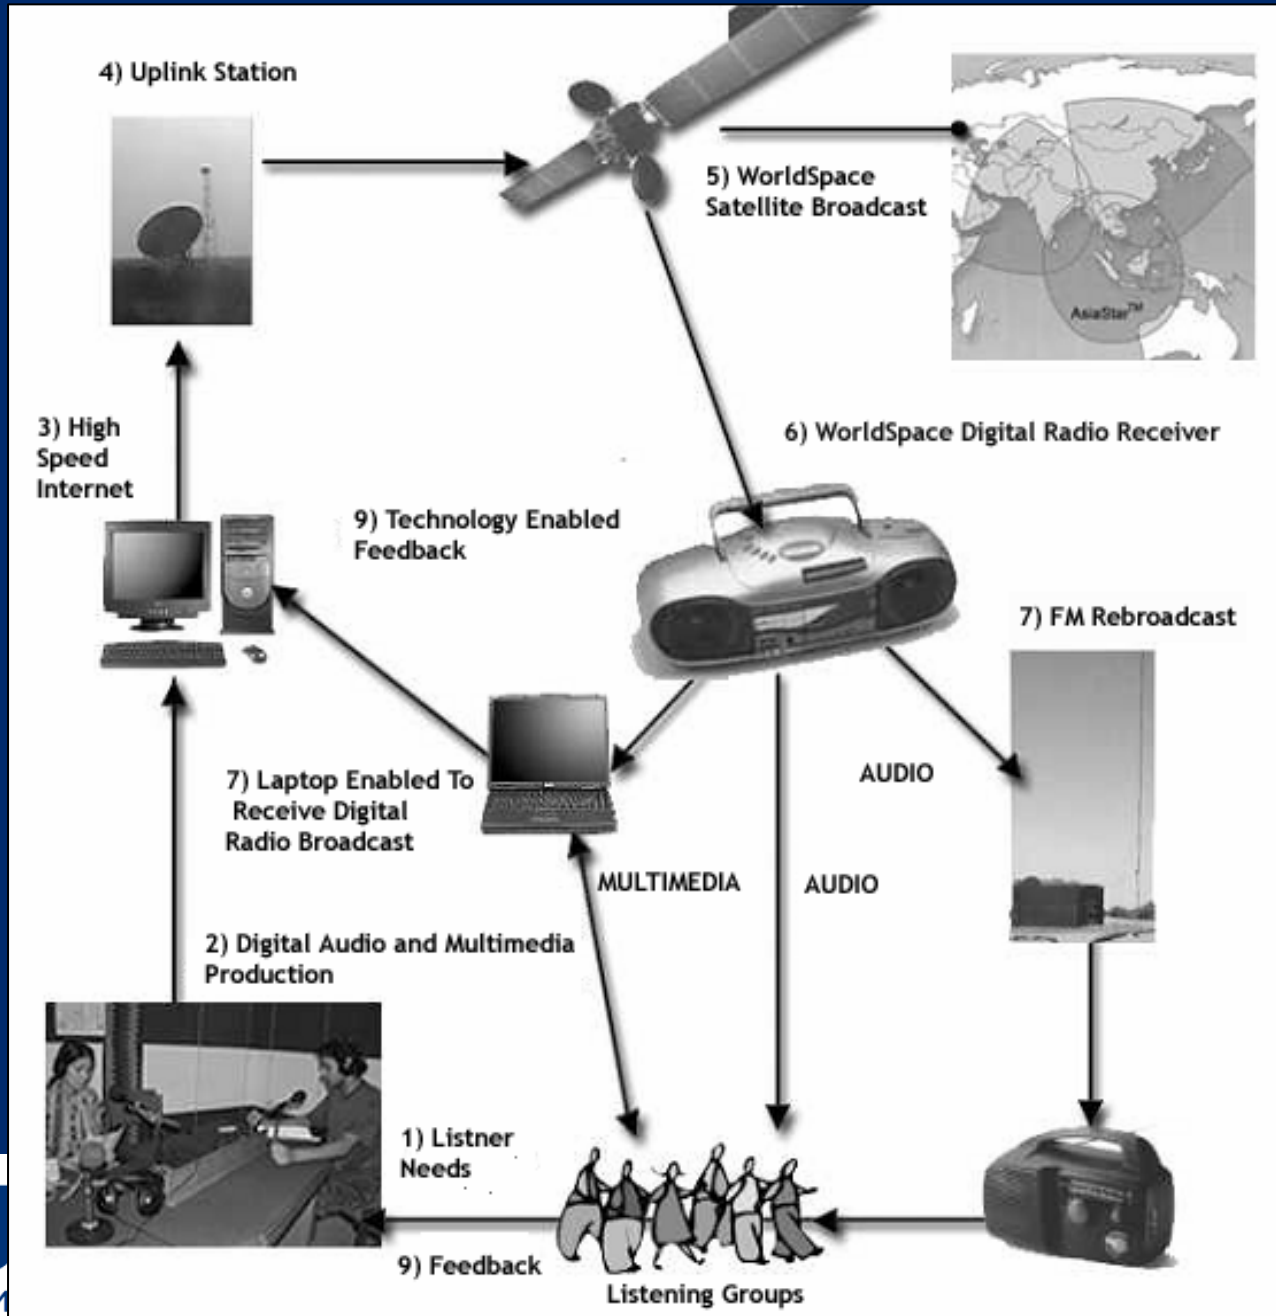 4) Uplink Station
5) WorldSpace
Satellite Broadcast
AsiaStar™
3) High
Speed
Internet
6) WorldSpace Digital Radio Receiver
9) Technology Enabled
Feedback
7) FM Rebroadcast
7) Laptop Enabled To
Receive Digital
Radio Broadcast
AUDIO
MULTIMEDIA
AUDIO
2) Digital Audio and Multimedia
Production
1) Listner
Needs
9) Feedback
Listening Groups